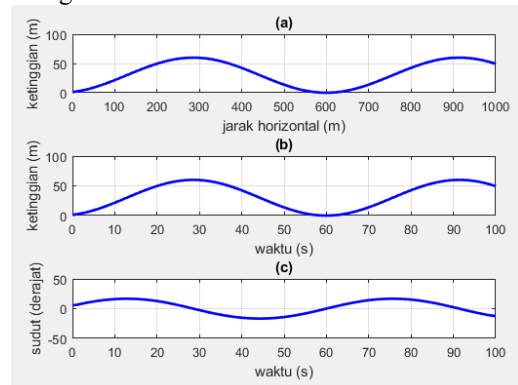 (a)
ketinggian (m)
100
50
0
0 100 200 300 400 500 600 700 800 900 1000
jarak horizontal (m)
(b)
ketinggian (m)
100
50
0
0 10 20 30 40 50 60 70 80 90 100
waktu (s)
(c)
sudut (derajat)
50
0
-50
0 10 20 30 40 50 60 70 80 90 100
waktu (s)